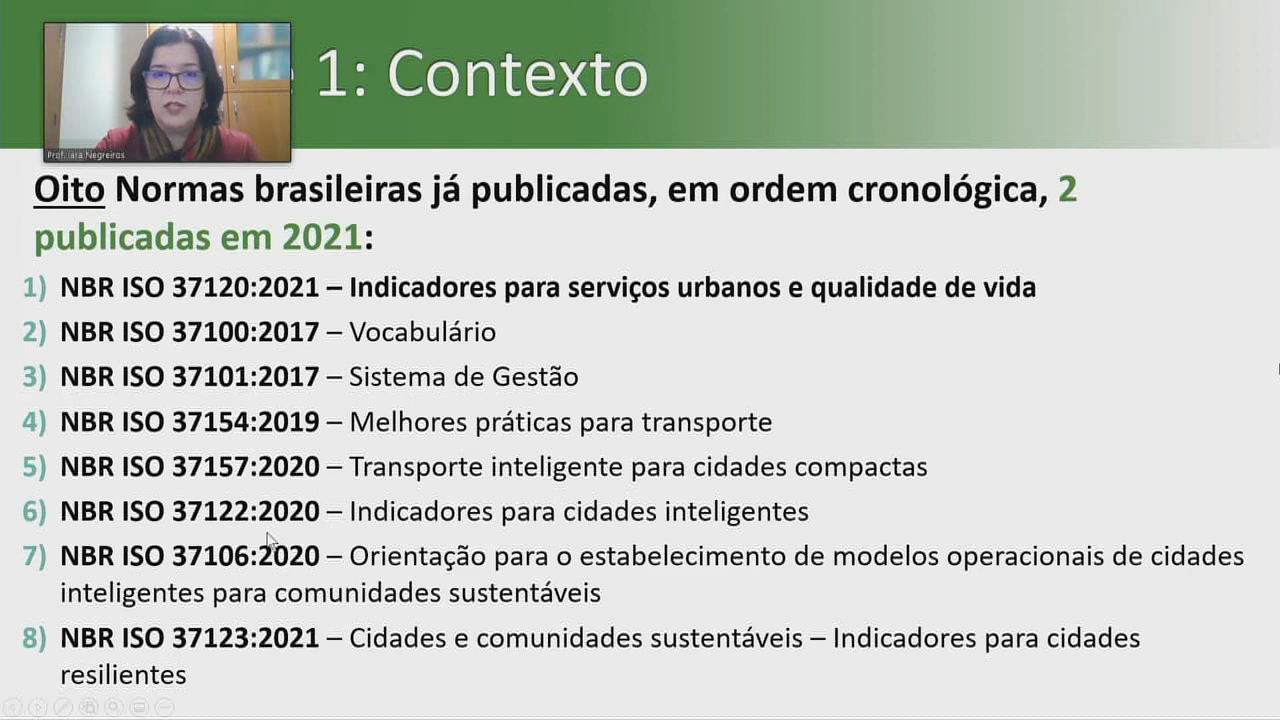 1: Contexto
Prof. Iara Negreiros
Oito Normas brasileiras já publicadas, em ordem cronológica, 2
publicadas em 2021:
1) NBR ISO 37120:2021 – Indicadores para serviços urbanos e qualidade de vida
2) NBR ISO 37100:2017 – Vocabulário
3) NBR ISO 37101:2017 – Sistema de Gestão
4) NBR ISO 37154:2019 – Melhores práticas para transporte
5) NBR ISO 37157:2020 – Transporte inteligente para cidades compactas
6) NBR ISO 37122:2020 – Indicadores para cidades inteligentes
7) NBR ISO 37106:2020 – Orientação para o estabelecimento de modelos operacionais de cidades
inteligentes para comunidades sustentáveis
8) NBR ISO 37123:2021 – Cidades e comunidades sustentáveis – Indicadores para cidades
resilientes